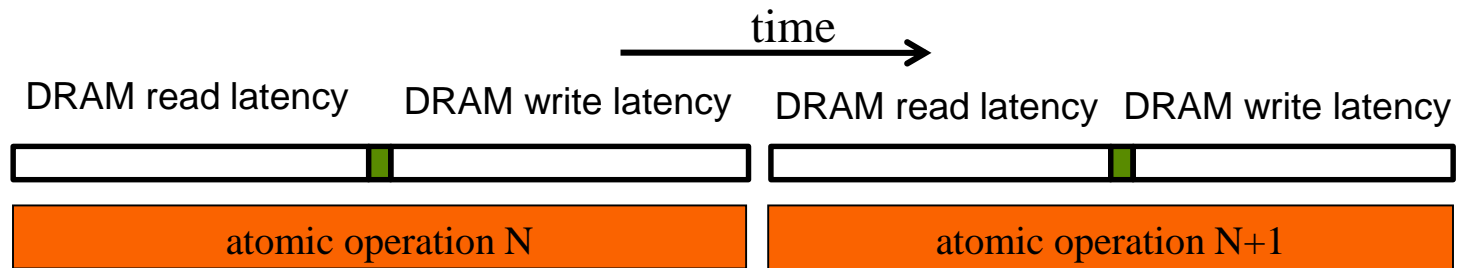 time
DRAM read latency DRAM write latency DRAM read latency DRAM write latency
atomic operation N atomic operation N+1